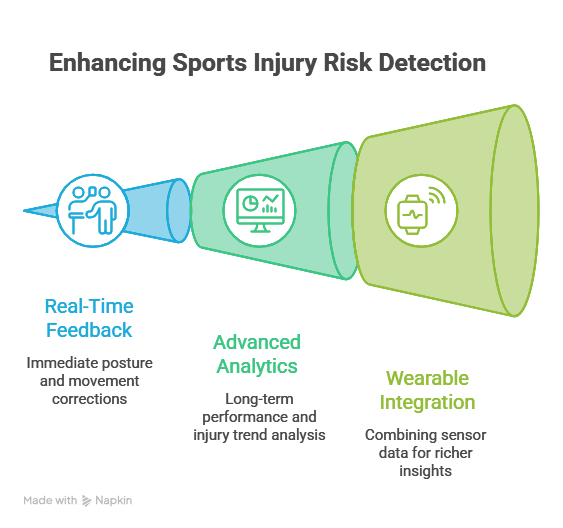 Enhancing Sports Injury Risk Detection
Real-Time
Feedback
Immediate posture
and movement
corrections
Advanced
Analytics
Long-term
performance and
injury trend analysis
Wearable
Integration
Combining sensor
data for richer
insights
Made with Napkin